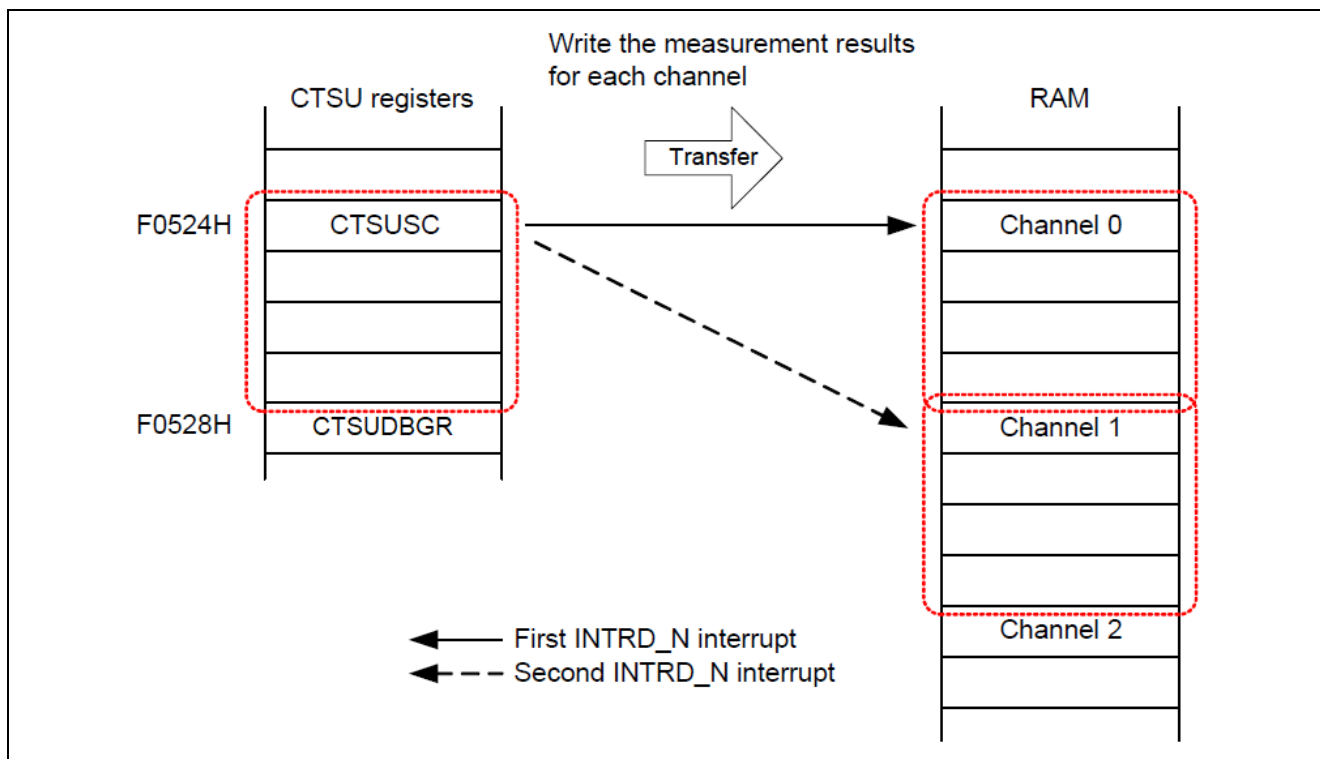 Write the measurement results
for each channel
CTSU registers
RAM
Transfer
F0524H
CTSUSC
Channel 0
F0528H
CTSUDBGR
Channel 1
Channel 2
First INTRD_N interrupt
Second INTRD_N interrupt